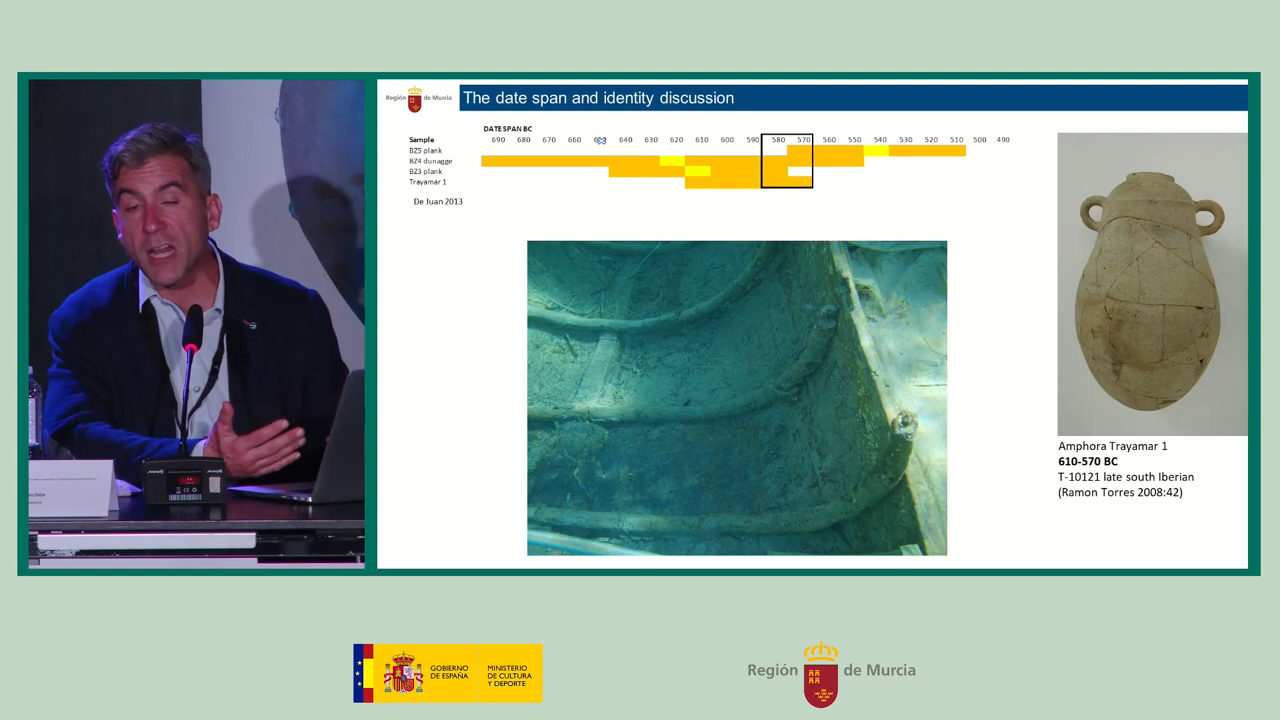 Región de Murcia
The date span and identity discussion
DATE SPAN BC
Sample 690 680 670 660 640 630 620 610 600 590 580 570 560 550 540 530 520 510 500 490
BZ5 plank
BZ4 dunagge
BZ3 plank
Trayamar 1
De Juan 2013
Amphora Trayamar 1
610-570 BC
T-10121 late south Iberian
(Ramon Torres 2008:42)
GOBIERNO DE ESPAÑA
MINISTERIO DE CULTURA Y DEPORTE
Región de Murcia